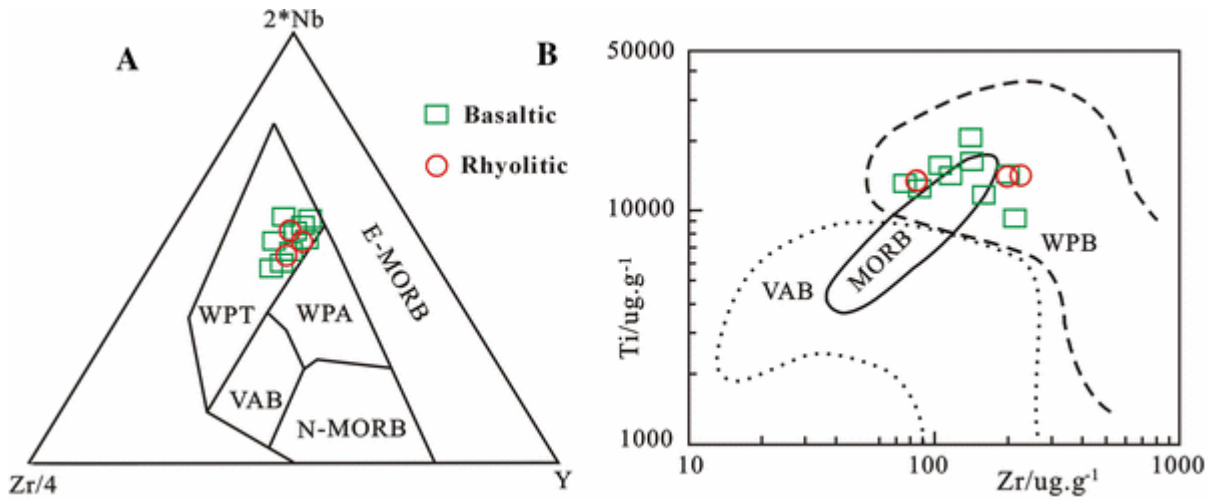 2*Nb
A
Basaltic
Rhyolitic
E-MORB
WPT
WPA
VAB
N-MORB
Zr/4
Y
B
50000
10000
1000
Ti/ug.g-1
WPB
MORB
VAB
10
100
1000
Zr/ug.g-1